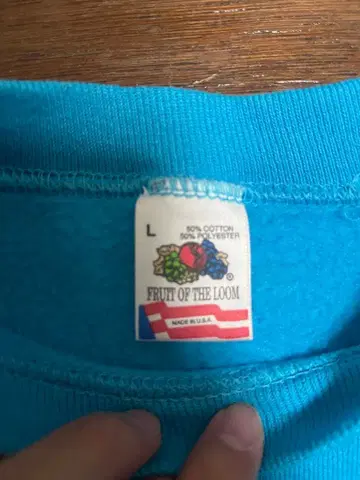 L
50% COTTON
50% POLYESTER
®
FRUIT OF THE LOOM
MADE IN U.S.A.